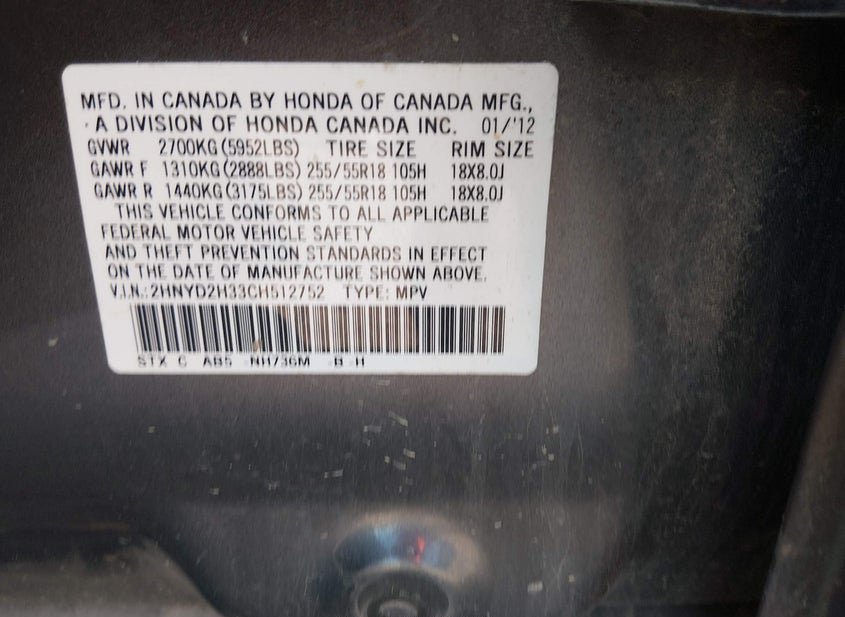 MFD. IN CANADA BY HONDA OF CANADA MFG.,
A DIVISION OF HONDA CANADA INC. 01/'12
GVWR 2700KG(5952LBS) TIRE SIZE RIM SIZE
GAWR F 1310KG(2888LBS) 255/55R18 105H 18X8.0J
GAWR R 1440KG(3175LBS) 255/55R18 105H 18X8.0J
THIS VEHICLE CONFORMS TO ALL APPLICABLE
FEDERAL MOTOR VEHICLE SAFETY
AND THEFT PREVENTION STANDARDS IN EFFECT
ON THE DATE OF MANUFACTURE SHOWN ABOVE.
V.I.N.:2HNYD2H33CH512752 TYPE: MPV
STX C AB5 NH736M B H